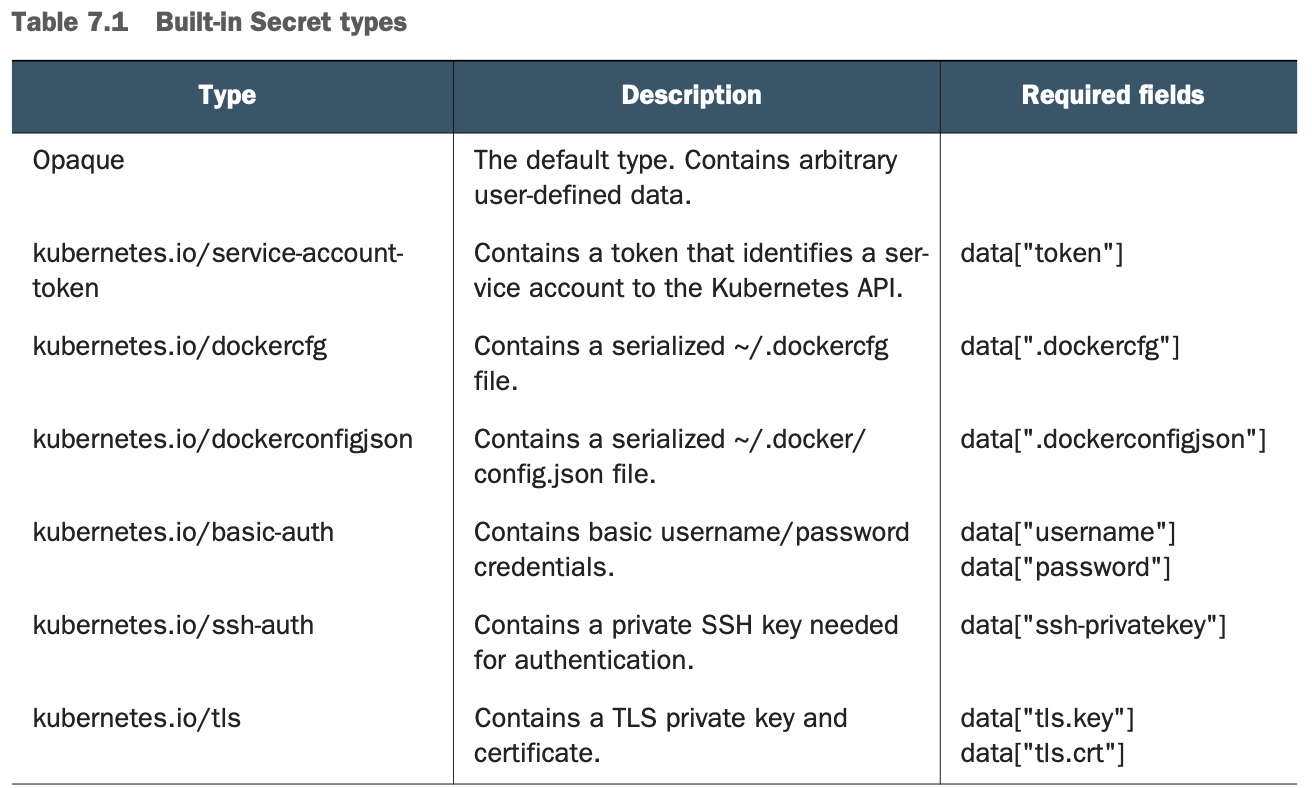 Table 7.1 Built-in Secret types
Type Description Required fields
Opaque The default type. Contains arbitrary
user-defined data.
kubernetes.io/service-account- Contains a token that identifies a ser- data["token"]
token vice account to the Kubernetes API.
kubernetes.io/dockercfg Contains a serialized ~/.dockercfg data[".dockercfg"]
file.
kubernetes.io/dockerconfigjson Contains a serialized ~/.docker/ data[".dockerconfigjson"]
config.json file.
kubernetes.io/basic-auth Contains basic username/password data["username"]
credentials. data["password"]
kubernetes.io/ssh-auth Contains a private SSH key needed data["ssh-privatekey"]
for authentication.
kubernetes.io/tls Contains a TLS private key and data["tls.key"]
certificate. data["tls.crt"]